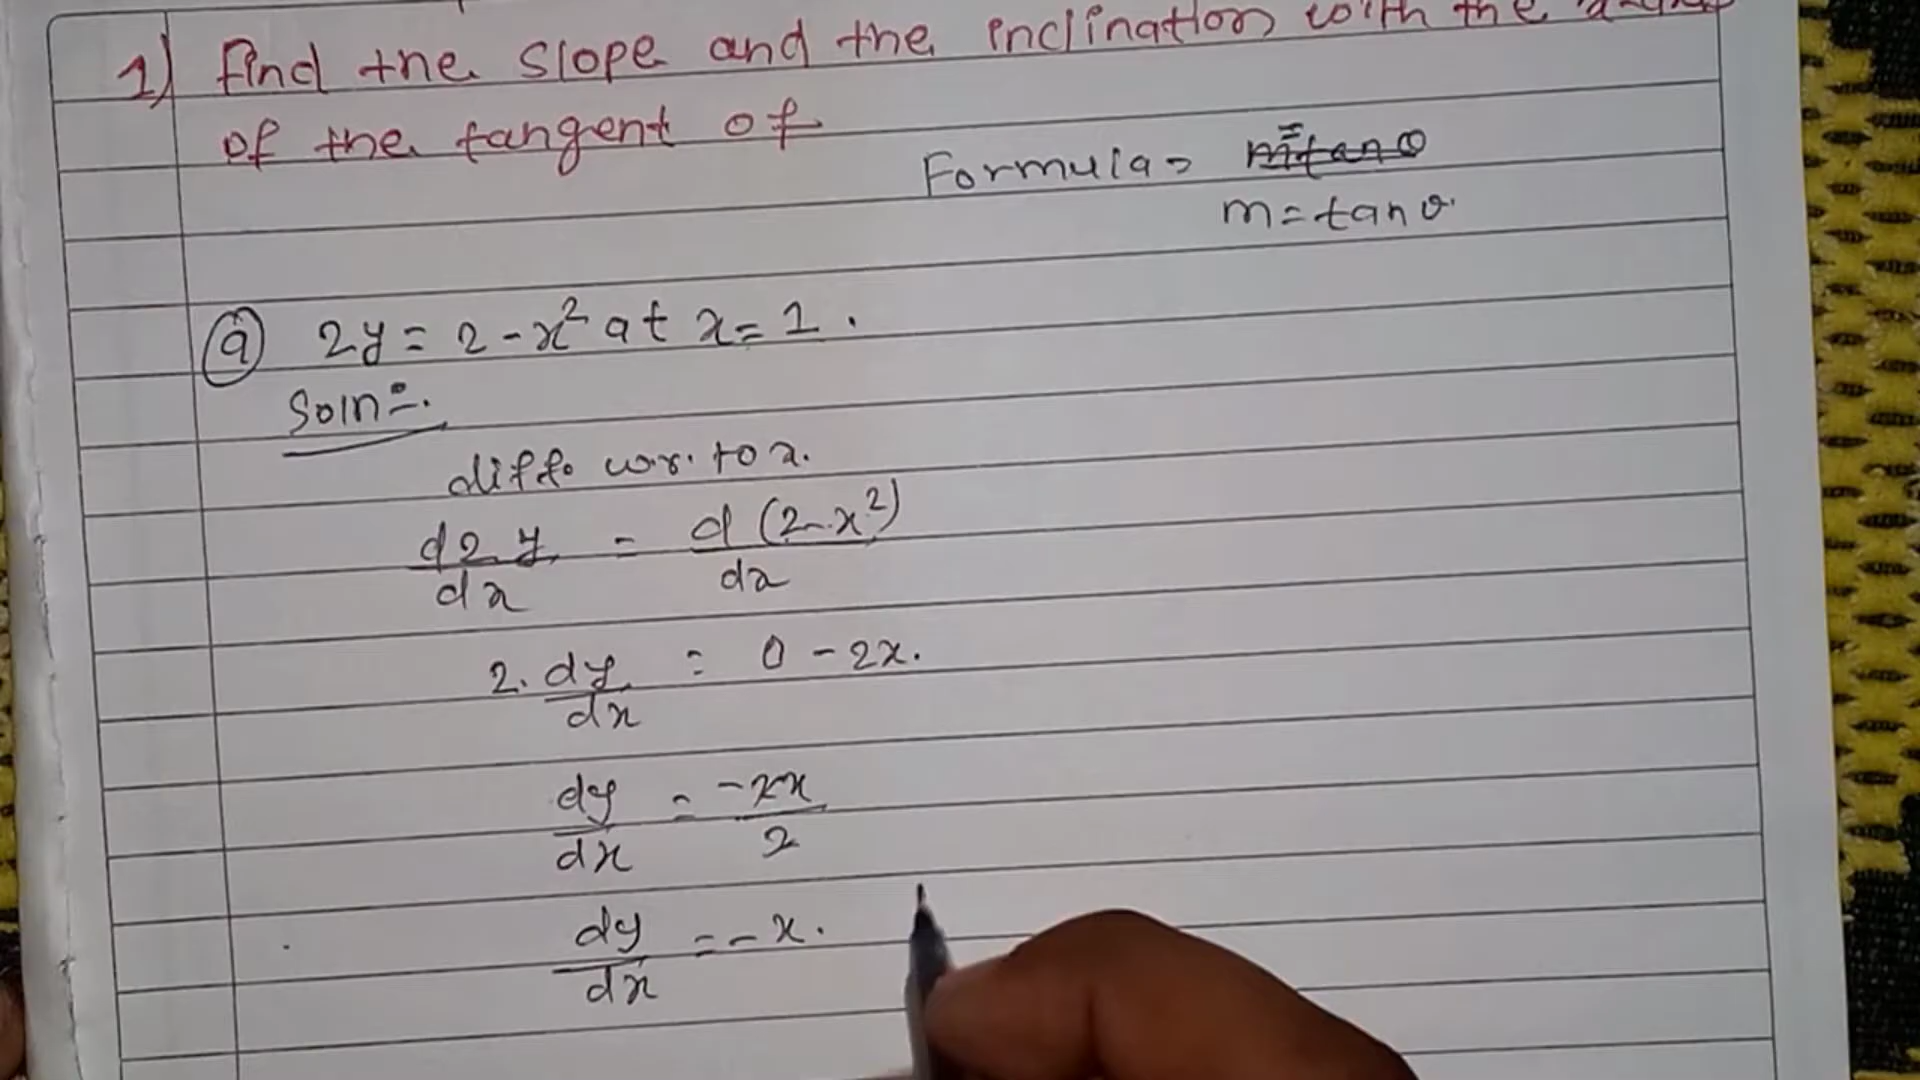 1) Find the slope and the inclination with the
of the tangent of
Formula = m=tanθ
m=tanθ.
(a) 2y = 2 - x² at x = 1.
Soln:-
diff. w.r. to x.
d2y/dx = d(2-x²)/dx
2. dy/dx = 0 - 2x.
dy/dx = -2x/2
dy/dx = -x.